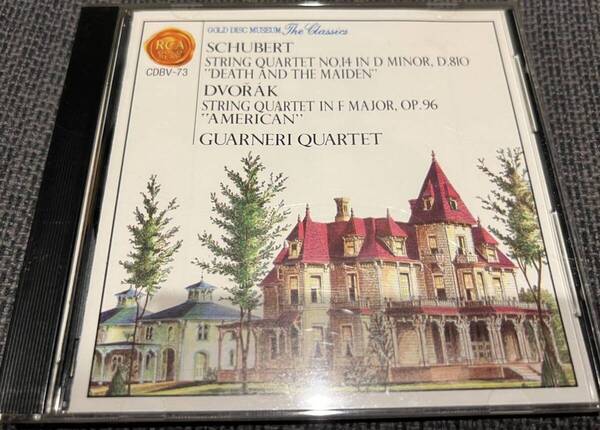 GOLD DISC MUSEUM The Classics
RCA
CDBV-73
SCHUBERT
STRING QUARTET NO.14 IN D MINOR, D.810
"DEATH AND THE MAIDEN"
DVOŘÁK
STRING QUARTET IN F MAJOR, OP.96
"AMERICAN"
GUARNERI QUARTET